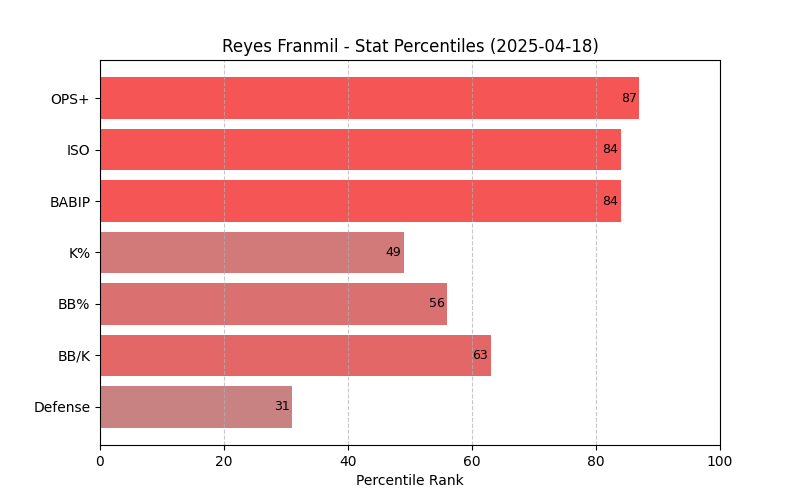 Reyes Franmil - Stat Percentiles (2025-04-18)
OPS+ 87
ISO 84
BABIP 84
K% 49
BB% 56
BB/K 63
Defense 31
0 20 40 60 80 100
Percentile Rank